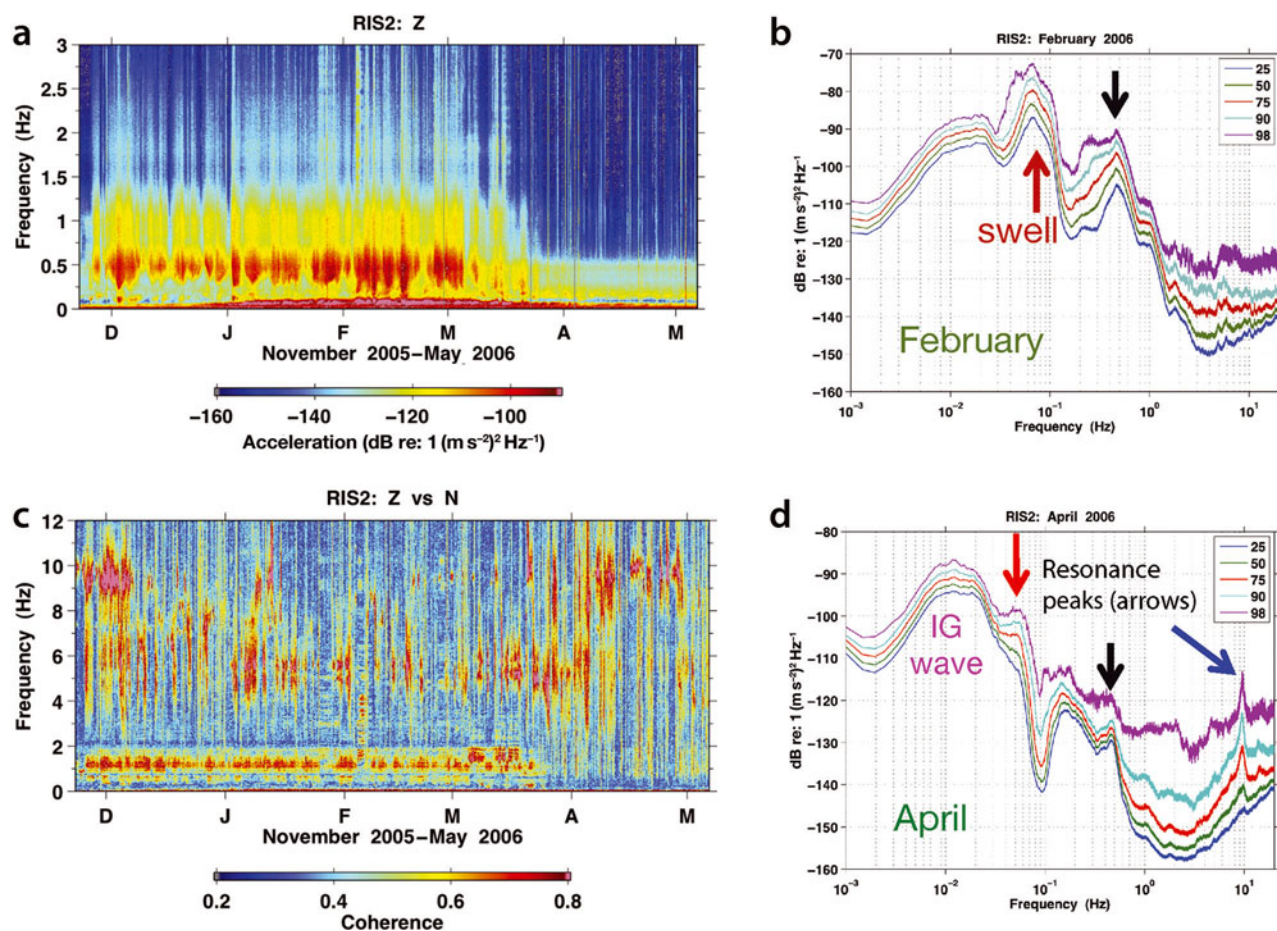 a
RIS2: Z
3
2.5
2
1.5
1
0.5
0
Frequency (Hz)
D J F M A M
November 2005–May 2006
−160 −140 −120 −100
Acceleration (dB re: 1 (m s⁻²)² Hz⁻¹)
b
RIS2: February 2006
−70
−80
−90
−100
−110
−120
−130
−140
−150
−160
dB re: 1 (m s⁻²)² Hz⁻¹
25
50
75
90
98
swell
February
10⁻³ 10⁻² 10⁻¹ 10⁰ 10¹
Frequency (Hz)
c
RIS2: Z vs N
12
10
8
6
4
2
0
Frequency (Hz)
D J F M A M
November 2005–May 2006
0.2 0.4 0.6 0.8
Coherence
d
RIS2: April 2006
−80
−90
−100
−110
−120
−130
−140
−150
−160
dB re: 1 (m s⁻²)² Hz⁻¹
25
50
75
90
98
Resonance
peaks (arrows)
IG
wave
April
10⁻³ 10⁻² 10⁻¹ 10⁰ 10¹
Frequency (Hz)